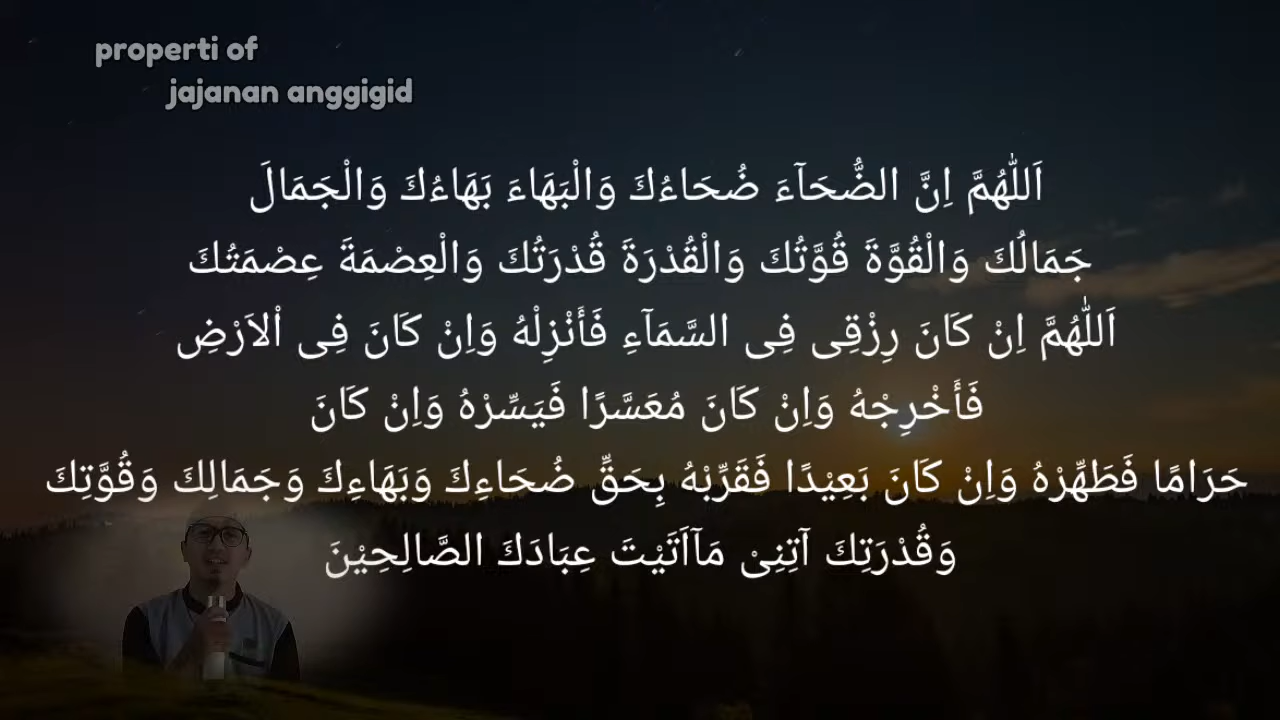 properti of
jajanan anggigid
اَللّٰهُمَّ اِنَّ الضُّحَآءَ ضُحَاءُكَ وَالْبَهَاءَ بَهَاءُكَ وَالْجَمَالَ
جَمَالُكَ وَالْقُوَّةَ قُوَّتُكَ وَالْقُدْرَةَ قُدْرَتُكَ وَالْعِصْمَةَ عِصْمَتُكَ
اَللّٰهُمَّ اِنْ كَانَ رِزْقِى فِى السَّمَآءِ فَأَنْزِلْهُ وَاِنْ كَانَ فِى اْلاَرْضِ
فَأَخْرِجْهُ وَاِنْ كَانَ مُعَسَّرًا فَيَسِّرْهُ وَاِنْ كَانَ
حَرَامًا فَطَهِّرْهُ وَاِنْ كَانَ بَعِيْدًا فَقَرِّبْهُ بِحَقِّ ضُحَاءِكَ وَبَهَاءِكَ وَجَمَالِكَ وَقُوَّتِكَ
وَقُدْرَتِكَ آتِنِىْ مَآاَتَيْتَ عِبَادَكَ الصَّالِحِيْنَ